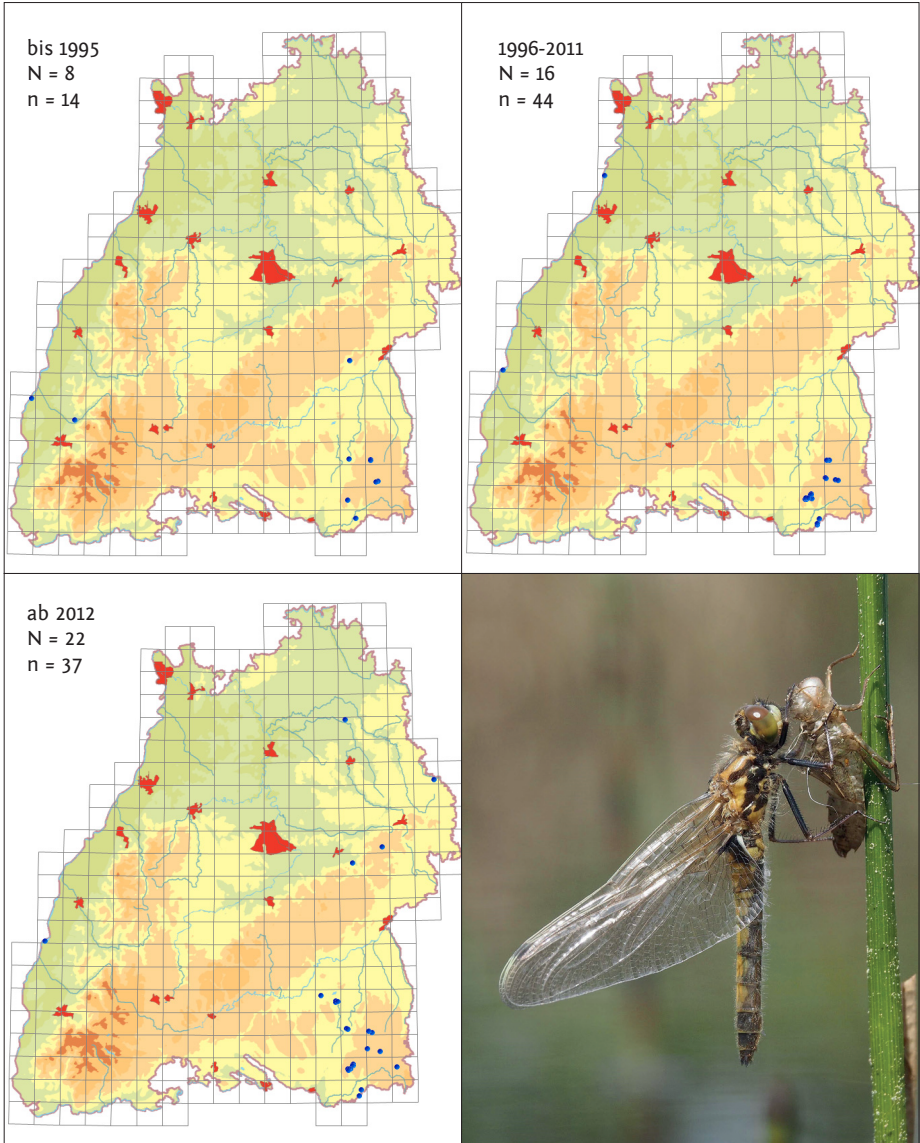 bis 1995
N = 8
n = 14
1996-2011
N = 16
n = 44
ab 2012
N = 22
n = 37